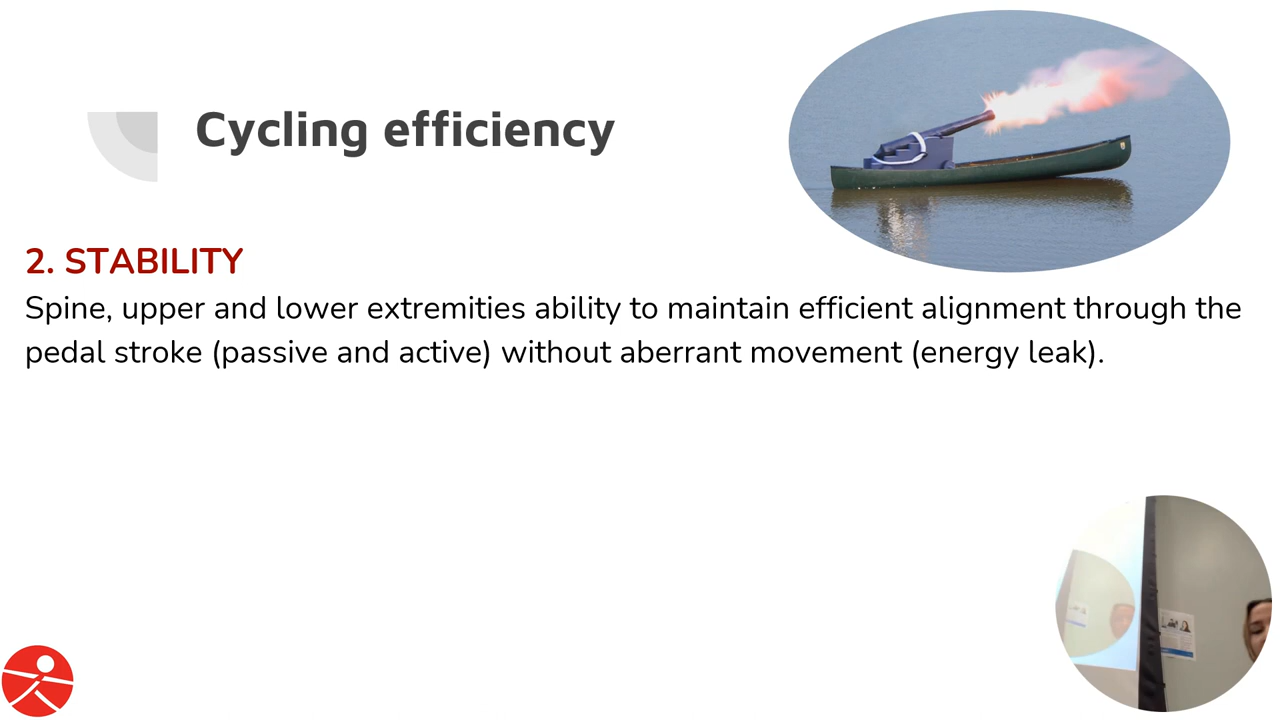 Cycling efficiency
2. STABILITY
Spine, upper and lower extremities ability to maintain efficient alignment through the
pedal stroke (passive and active) without aberrant movement (energy leak).